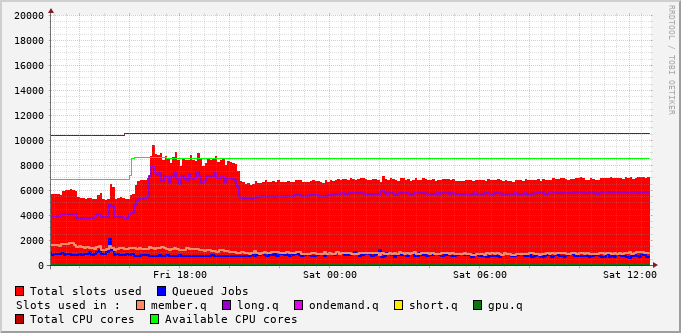 RRDTOOL / TOBI OETIKER
20000
18000
16000
14000
12000
10000
8000
6000
4000
2000
0
Fri 18:00 Sat 00:00 Sat 06:00 Sat 12:00
Total slots used Queued Jobs
Slots used in : member.q long.q ondemand.q short.q gpu.q
Total CPU cores Available CPU cores